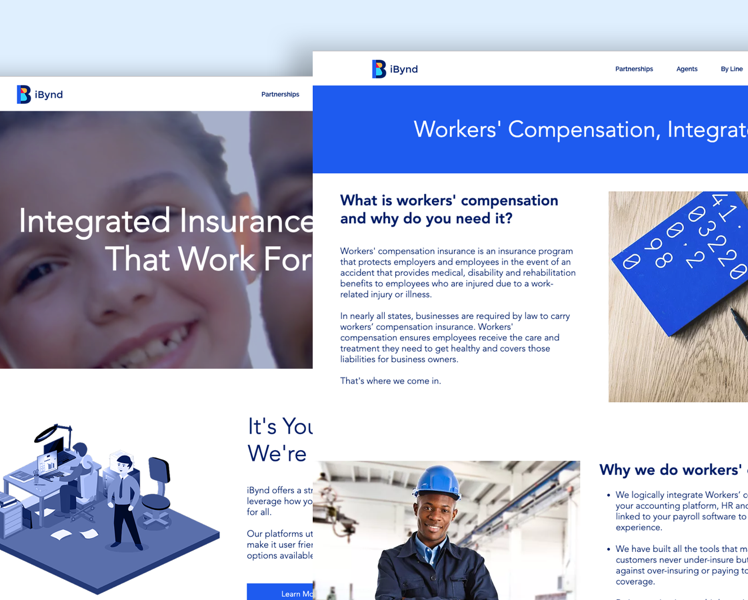 iBynd
Partnerships
Integrated Insurance
That Work For
It's You
We're
iBynd offers a
leverage how
for all.
Our platforms
make it user
options available
Learn
iBynd
Partnerships
Agents
By Line
Workers' Compensation,
What is workers' compensation
and why do you need it?
Workers' compensation insurance is an insurance program
that protects employers and employees in the event of an
accident that provides medical, disability and rehabilitation
benefits to employees who are injured due to a work-
related injury or illness.
In nearly all states, businesses are required by law to carry
workers' compensation insurance. Workers'
compensation ensures employees receive the care and
treatment they need to get healthy and covers those
liabilities for business owners.
That's where we come in.
Why we do workers'
• We logically integrate Workers'
your accounting platform, HR and
linked to your payroll software to
experience.
• We have built all the tools that
customers never under-insure but
against over-insuring or paying to
coverage.